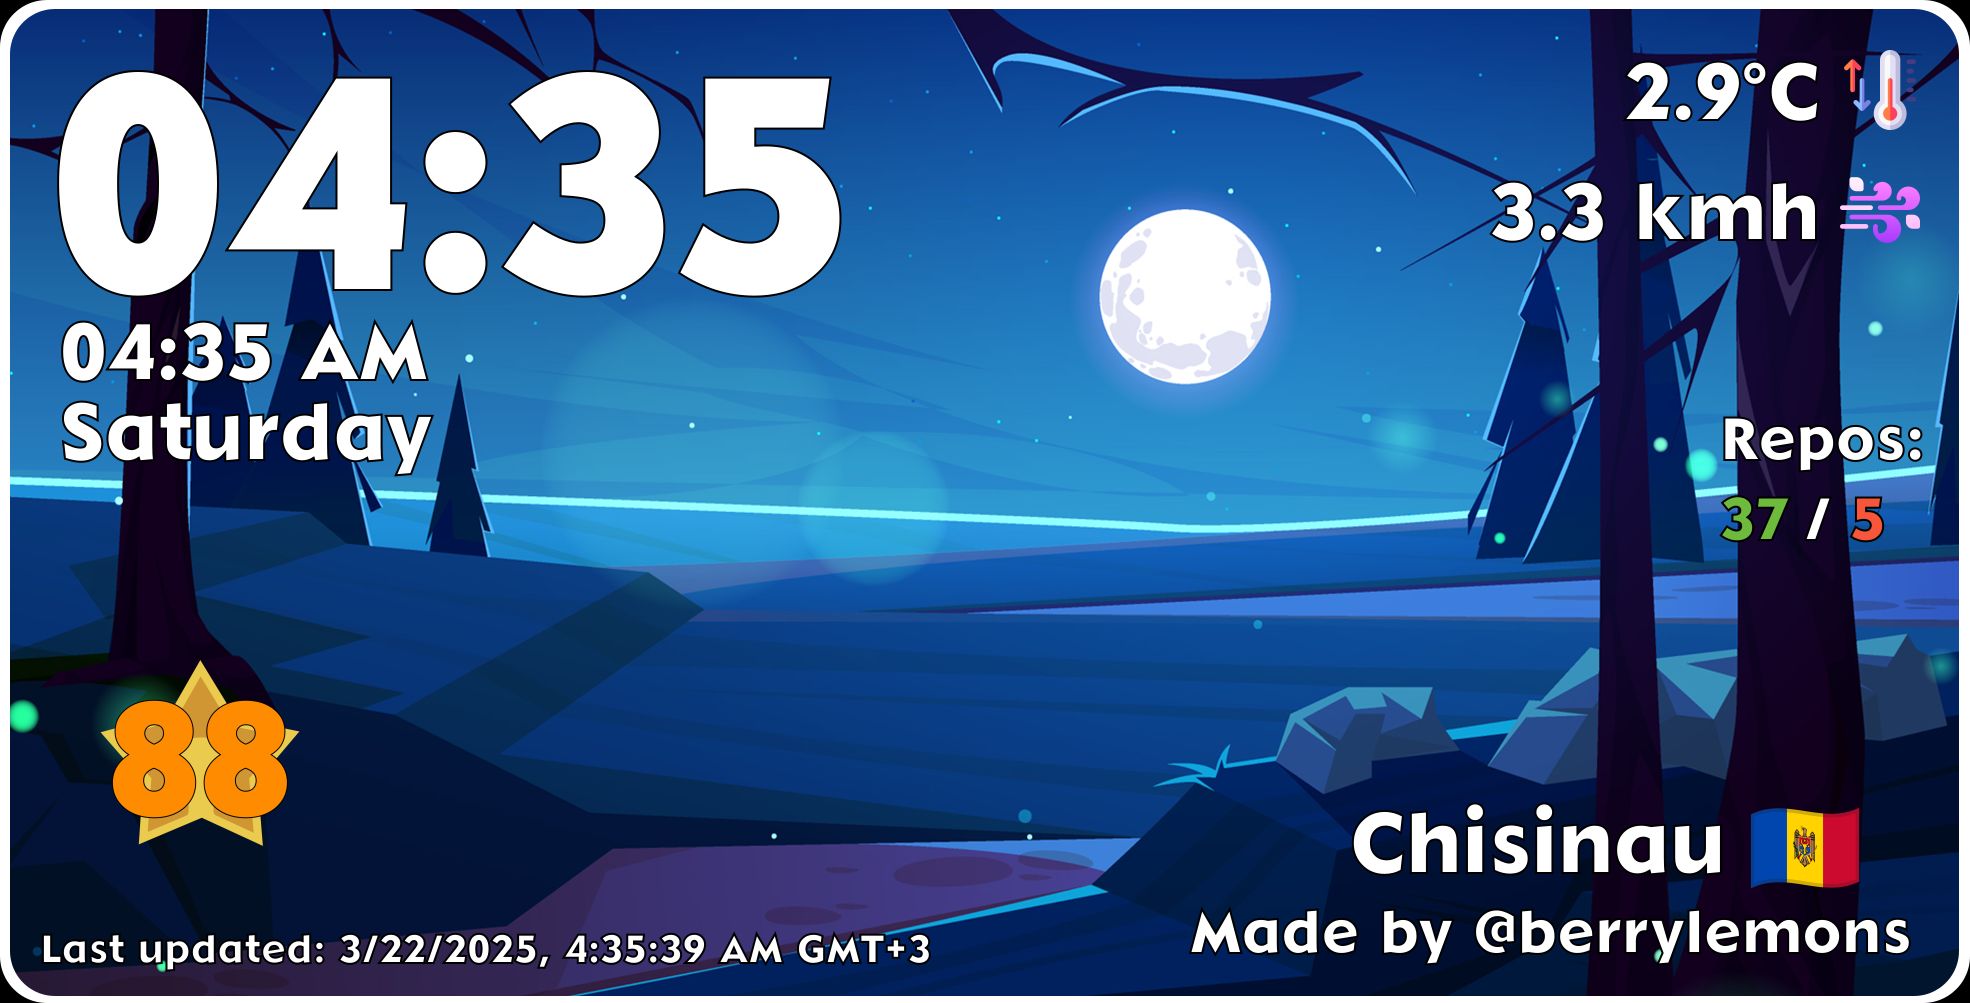 04:35
04:35 AM
Saturday
2.9°C
3.3 kmh
Repos:
37 / 5
88
Chisinau
Made by @berrylemons
Last updated: 3/22/2025, 4:35:39 AM GMT+3